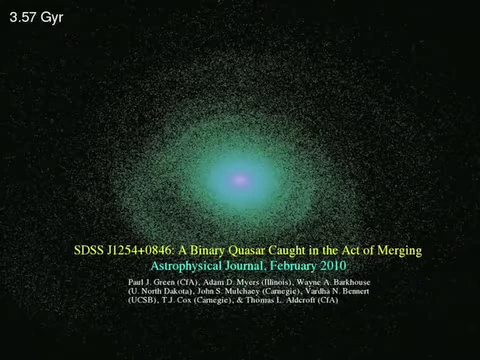 3.57 Gyr
SDSS J1254+0846: A Binary Quasar Caught in the Act of Merging
Astrophysical Journal, February 2010
Paul J. Green (CfA), Adam D. Myers (Illinois), Wayne A. Barkhouse
(U. North Dakota), John S. Mulchaey (Carnegie), Vardha N. Bennert
(UCSB), T.J. Cox (Carnegie), & Thomas L. Aldcroft (CfA)